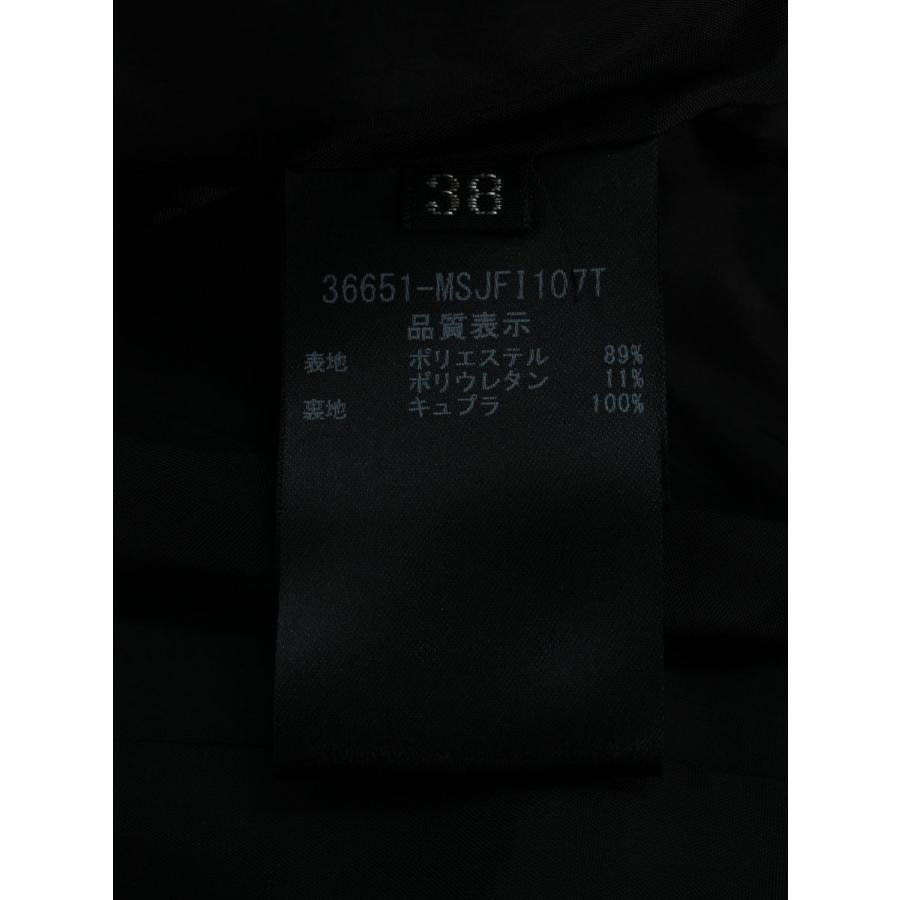 38
36651-MSJFI107T
品質表示
表地 ポリエステル 89%
ポリウレタン 11%
裏地 キュプラ 100%